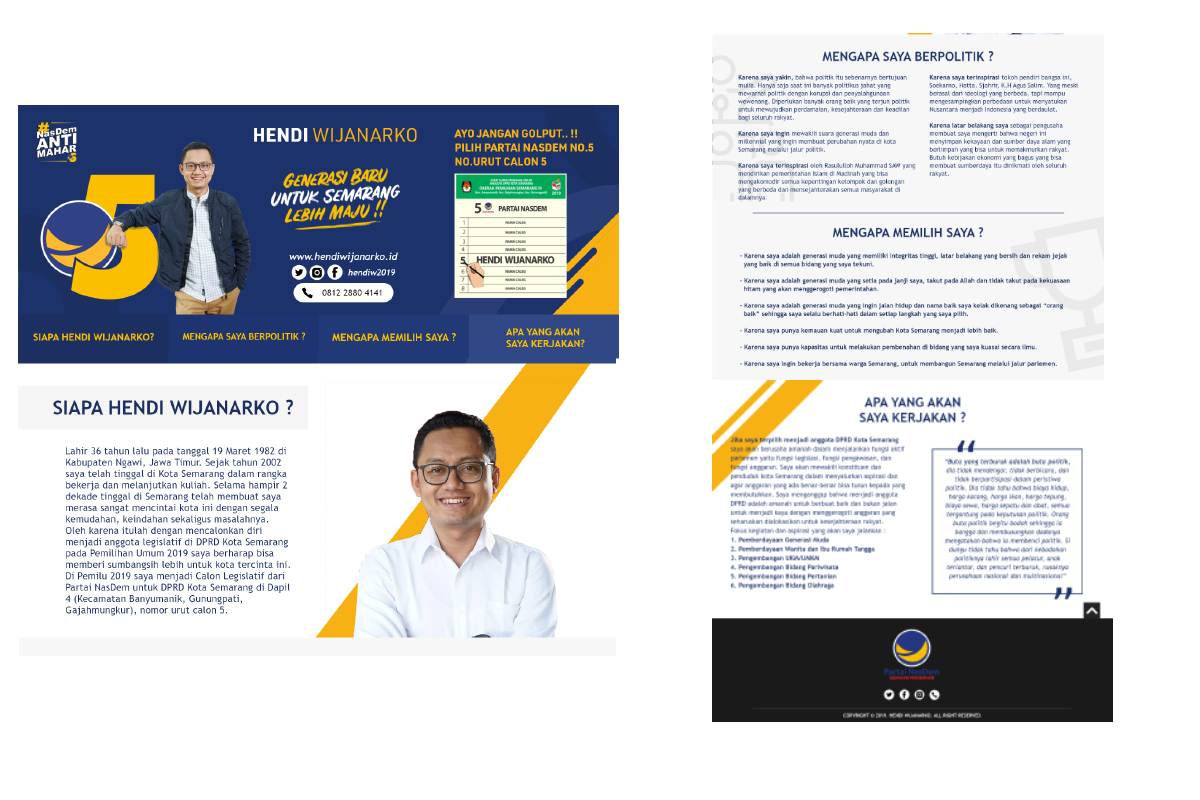 #
NasDem
ANTI
MAHAR
5
HENDI WIJANARKO
GENERASI BARU
UNTUK SEMARANG
LEBIH MAJU !!
www.hendiwijanarko.id
hendiw2019
0812 2880 4141
AYO JANGAN GOLPUT.. !!
PILIH PARTAI NASDEM NO.5
NO.URUT CALON 5
2019
5 PARTAI NASDEM
1 NAMA CALEG
2 NAMA CALEG
3 NAMA CALEG
4 NAMA CALEG
5 HENDI WIJANARKO
6 NAMA CALEG
7 NAMA CALEG
8 NAMA CALEG
SIAPA HENDI WIJANARKO?
MENGAPA SAYA BERPOLITIK ?
MENGAPA MEMILIH SAYA ?
APA YANG AKAN
SAYA KERJAKAN?
SIAPA HENDI WIJANARKO ?
Lahir 36 tahun lalu pada tanggal 19 Maret 1982 di
Kabupaten Ngawi, Jawa Timur. Sejak tahun 2002
saya telah tinggal di Kota Semarang dalam rangka
bekerja dan melanjutkan kuliah. Selama hampir 2
dekade tinggal di Semarang telah membuat saya
merasa sangat mencintai kota ini dengan segala
kemudahan, keindahan sekaligus masalahnya.
Oleh karena itulah dengan mencalonkan diri
menjadi anggota legislatif di DPRD Kota Semarang
pada Pemilihan Umum 2019 saya berharap bisa
memberi sumbangsih lebih untuk kota tercinta ini.
Di Pemilu 2019 saya menjadi Calon Legislatif dari
Partai NasDem untuk DPRD Kota Semarang di Dapil
4 (Kecamatan Banyumanik, Gunungpati,
Gajahmungkur), nomor urut calon 5.
MENGAPA SAYA BERPOLITIK ?
Karena saya yakin, bahwa politik itu sebenarnya bertujuan
mulia. Hanya saja saat ini banyak politikus jahat yang
mewarnai politik dengan korupsi dan penyalahgunaan
wewenang. Diperlukan banyak orang baik yang terjun politik
untuk mewujudkan perdamaian, kesejahteraan dan keadilan
bagi seluruh rakyat.
Karena saya ingin mewakili suara generasi muda dan
millennial yang ingin membuat perubahan nyata di kota
Semarang melalui jalur politik.
Karena saya terinspirasi oleh Rasulullah Muhammad SAW yang
mendirikan pemerintahan Islam di Madinah yang bisa
mengakomodir semua kepentingan kelompok dan golongan
yang berbeda dan mensejahterakan semua masyarakat di
dalamnya.
Karena saya terinspirasi tokoh pendiri bangsa ini,
Soekarno, Hatta, Sjahrir, K.H Agus Salim. Yang meski
berasal dari ideologi yang berbeda, tapi mampu
mengesampingkan perbedaan untuk menyatukan
Nusantara menjadi Indonesia yang berdaulat.
Karena latar belakang saya sebagai pengusaha
membuat saya mengerti bahwa negeri ini
menyimpan kekayaan dan sumber daya alam yang
berlimpah yang bisa untuk memakmurkan rakyat.
Butuh kebijakan ekonomi yang bagus yang bisa
membuat sumberdaya itu dinikmati oleh seluruh
rakyat.
MENGAPA MEMILIH SAYA ?
- Karena saya adalah generasi muda yang memiliki integritas tinggi, latar belakang yang bersih dan rekam jejak
yang baik di semua bidang yang saya tekuni.
- Karena saya adalah generasi muda yang setia pada janji saya, takut pada Allah dan tidak takut pada kekuasaan
hitam yang akan menggerogoti pemerintahan.
- Karena saya adalah generasi muda yang ingin jalan hidup dan nama baik saya kelak dikenang sebagai "orang
baik" sehingga saya selalu berhati-hati dalam setiap langkah yang saya pilih.
- Karena saya punya kemauan kuat untuk mengubah Kota Semarang menjadi lebih baik.
- Karena saya punya kapasitas untuk melakukan pembenahan di bidang yang saya kuasai secara ilmu.
- Karena saya ingin bekerja bersama warga Semarang, untuk membangun Semarang melalui jalur parlemen.
APA YANG AKAN
SAYA KERJAKAN ?
Jika saya terpilih menjadi anggota DPRD Kota Semarang
saya akan berusaha amanah dalam menjalankan fungsi aktif
parlemen yaitu fungsi legislasi, fungsi pengawasan, dan
fungsi anggaran. Saya akan mewakili konstituen dan
penduduk kota Semarang dalam menyalurkan aspirasi dan
agar anggaran yang ada benar-benar bisa turun kepada yang
membutuhkan. Saya menganggap bahwa menjadi anggota
DPRD adalah amanah untuk berbuat baik dan bukan jalan
untuk menjadi kaya dengan menggerogoti anggaran yang
seharusnya dialokasikan untuk kesejahteraan rakyat.
Fokus kegiatan dan aspirasi yang akan saya jalankan :
1. Pemberdayaan Generasi Muda
2. Pemberdayaan Wanita dan Ibu Rumah Tangga
3. Pengembangan UKM/UMKM
4. Pengembangan Bidang Pariwisata
5. Pengembangan Bidang Pertanian
6. Pengembangan Bidang Olahraga
"Buta yang terburuk adalah buta politik,
dia tidak mendengar, tidak berbicara, dan
tidak berpartisipasi dalam peristiwa
politik. Dia tidak tahu bahwa biaya hidup,
harga kacang, harga ikan, harga tepung,
biaya sewa, harga sepatu dan obat, semua
tergantung pada keputusan politik. Orang
buta politik begitu bodoh sehingga ia
bangga dan membusungkan dadanya
mengatakan bahwa ia membenci politik. Si
dungu tidak tahu bahwa dari kebodohan
politiknya lahir semua pelacur, anak
terlantar, dan pencuri terburuk, rusaknya
perusahaan nasional dan multinasional"
Partai NasDem
COPYRIGHT © 2019. HENDI WIJANARKO. ALL RIGHT RESERVED.